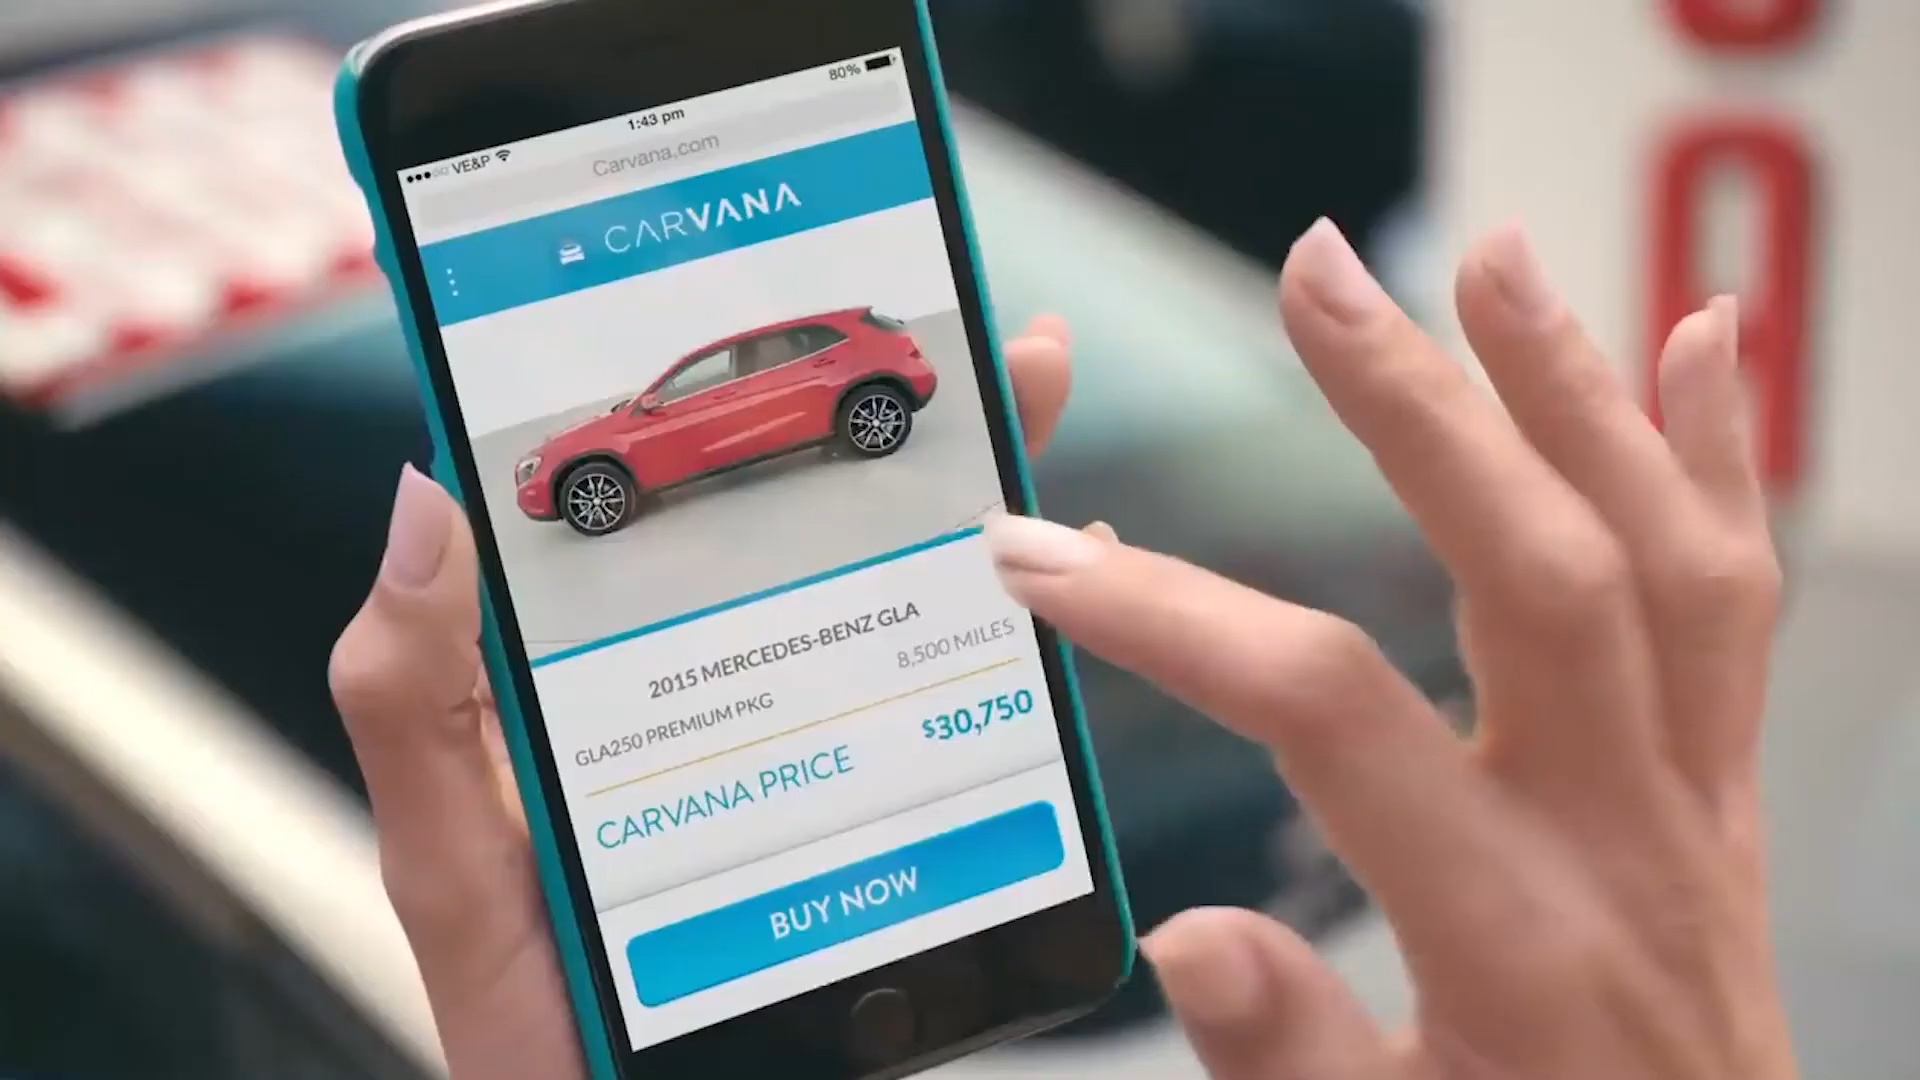 80%
1:43 pm
●●●○○ VE&P
Carvana.com
CARVANA
2015 MERCEDES-BENZ GLA
GLA250 PREMIUM PKG 8,500 MILES
CARVANA PRICE $30,750
BUY NOW